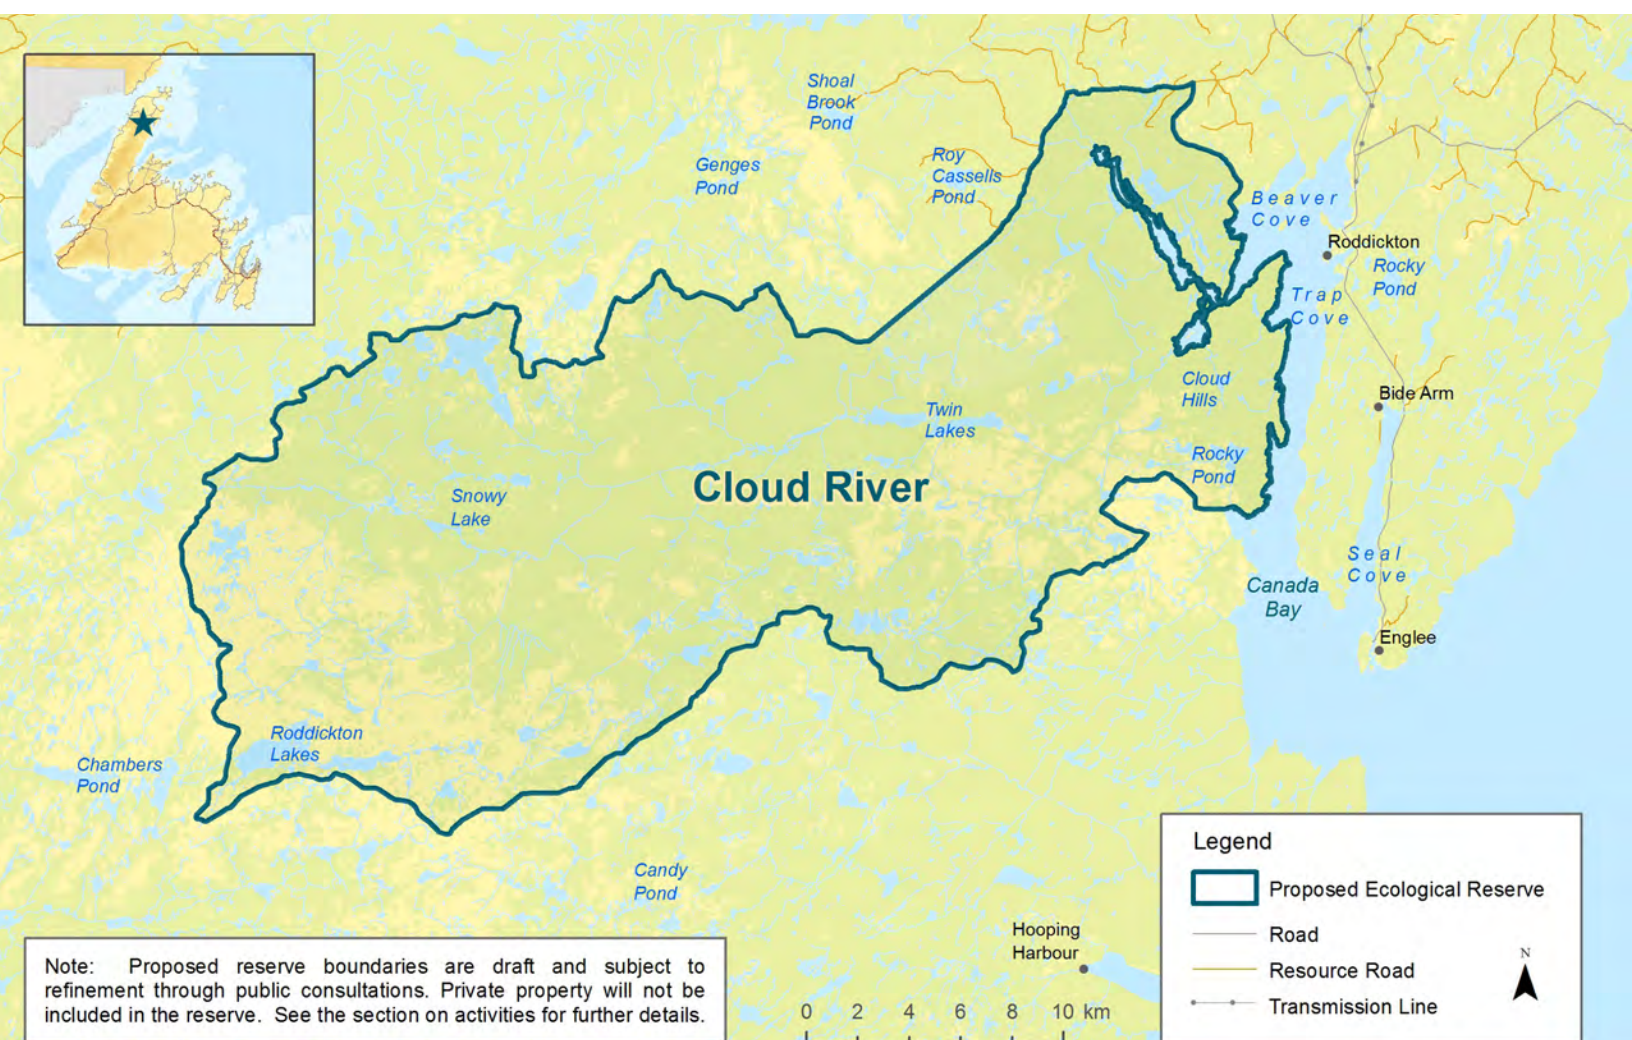 Shoal
Brook
Pond
Genges
Pond
Roy
Cassells
Pond
Beaver
Cove
Roddickton
Rocky
Pond
Trap
Cove
Cloud
Hills
Bide Arm
Twin
Lakes
Rocky
Pond
Cloud River
Snowy
Lake
Seal
Cove
Canada
Bay
Englee
Roddickton
Lakes
Chambers
Pond
Candy
Pond
Hooping
Harbour
Legend
Proposed Ecological Reserve
Road
Resource Road
Transmission Line
N
Note: Proposed reserve boundaries are draft and subject to
refinement through public consultations. Private property will not be
included in the reserve. See the section on activities for further details.
0 2 4 6 8 10 km